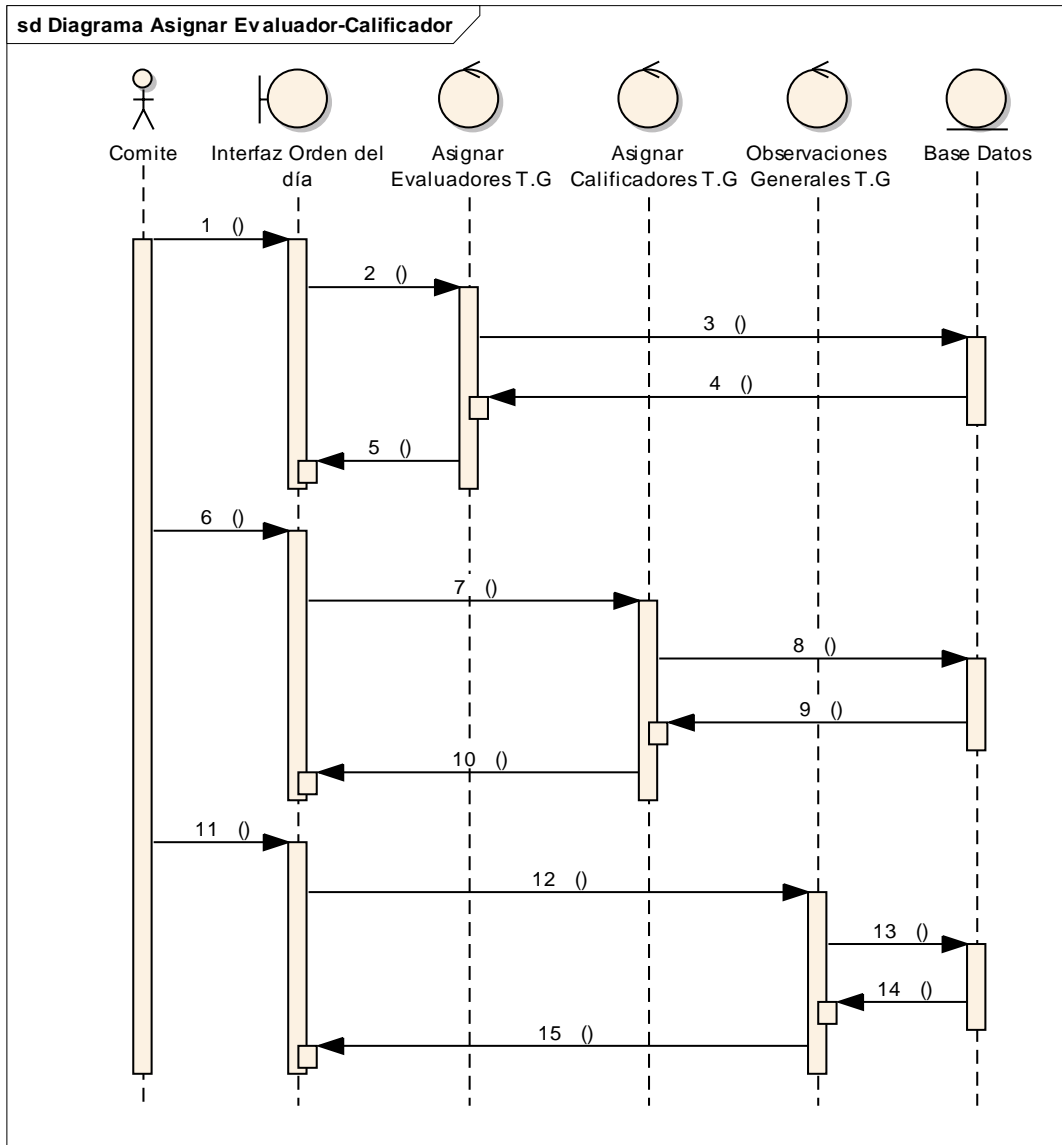 sd Diagrama Asignar Evaluador-Calificador
Comite
Interfaz Orden del
día
Asignar
Evaluadores T.G
Asignar
Calificadores T.G
Observaciones
Generales T.G
Base Datos
1 ()
2 ()
3 ()
4 ()
5 ()
6 ()
7 ()
8 ()
9 ()
10 ()
11 ()
12 ()
13 ()
14 ()
15 ()